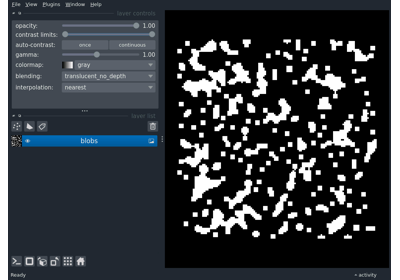 File View Plugins Window Help
layer controls
opacity: 1.00
contrast limits:
auto-contrast: once continuous
gamma: 1.00
colormap: gray
blending: translucent_no_depth
interpolation: nearest
layer list
blobs
activity